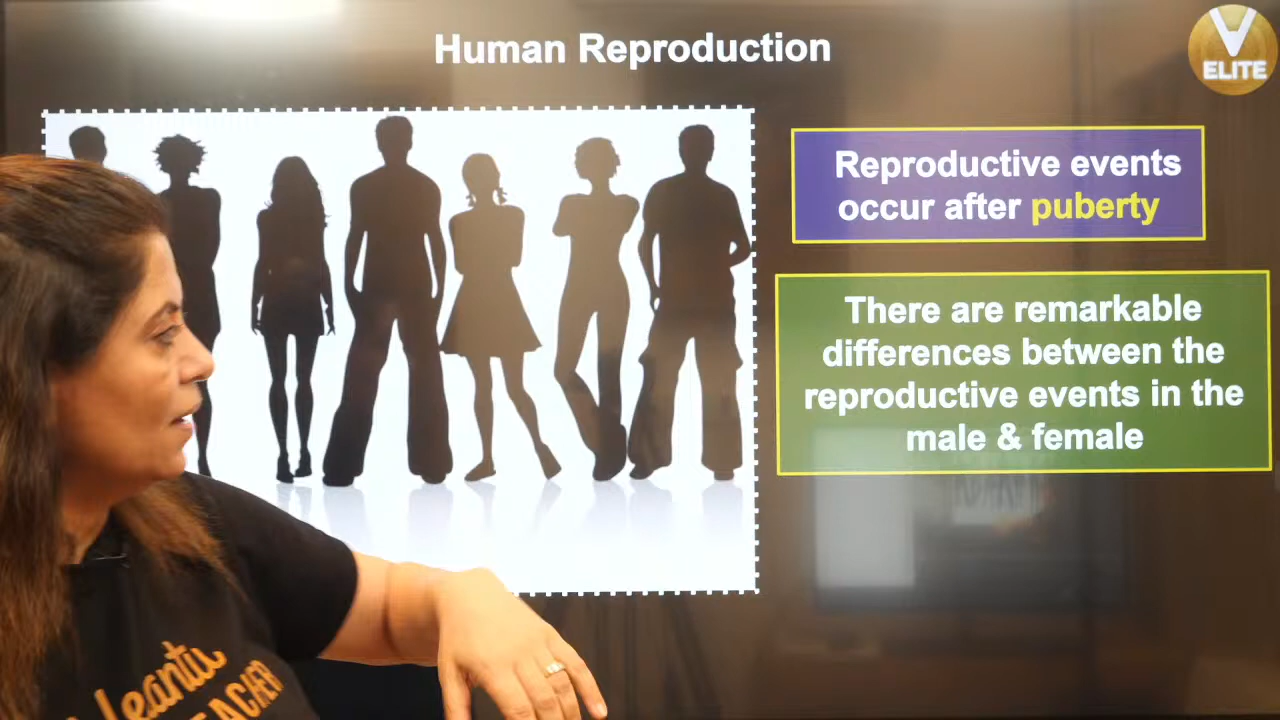 Human Reproduction
V
ELITE
Reproductive events
occur after puberty
There are remarkable
differences between the
reproductive events in the
male & female
TEACHER